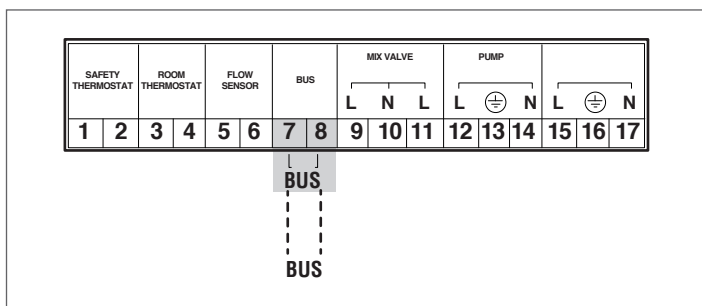 SAFETY THERMOSTAT ROOM THERMOSTAT FLOW SENSOR BUS MIX VALVE PUMP
L N L L N L N
1 2 3 4 5 6 7 8 9 10 11 12 13 14 15 16 17
BUS
BUS